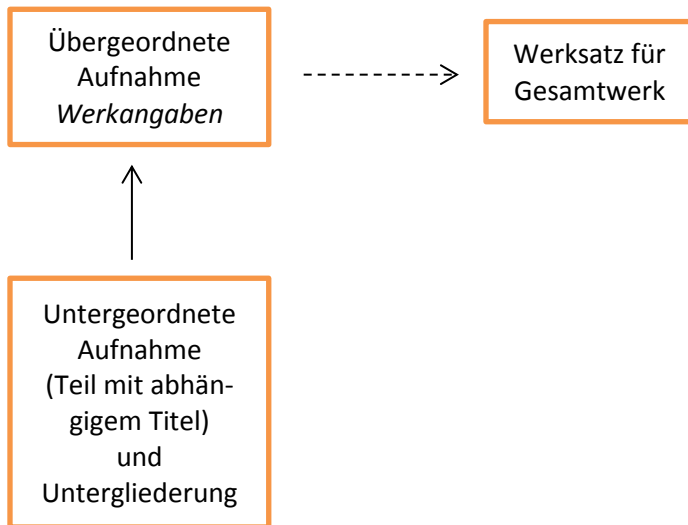 Übergeordnete
Aufnahme
Werkangaben
Werksatz für
Gesamtwerk
Untergeordnete
Aufnahme
(Teil mit abhän-
gigem Titel)
und
Untergliederung